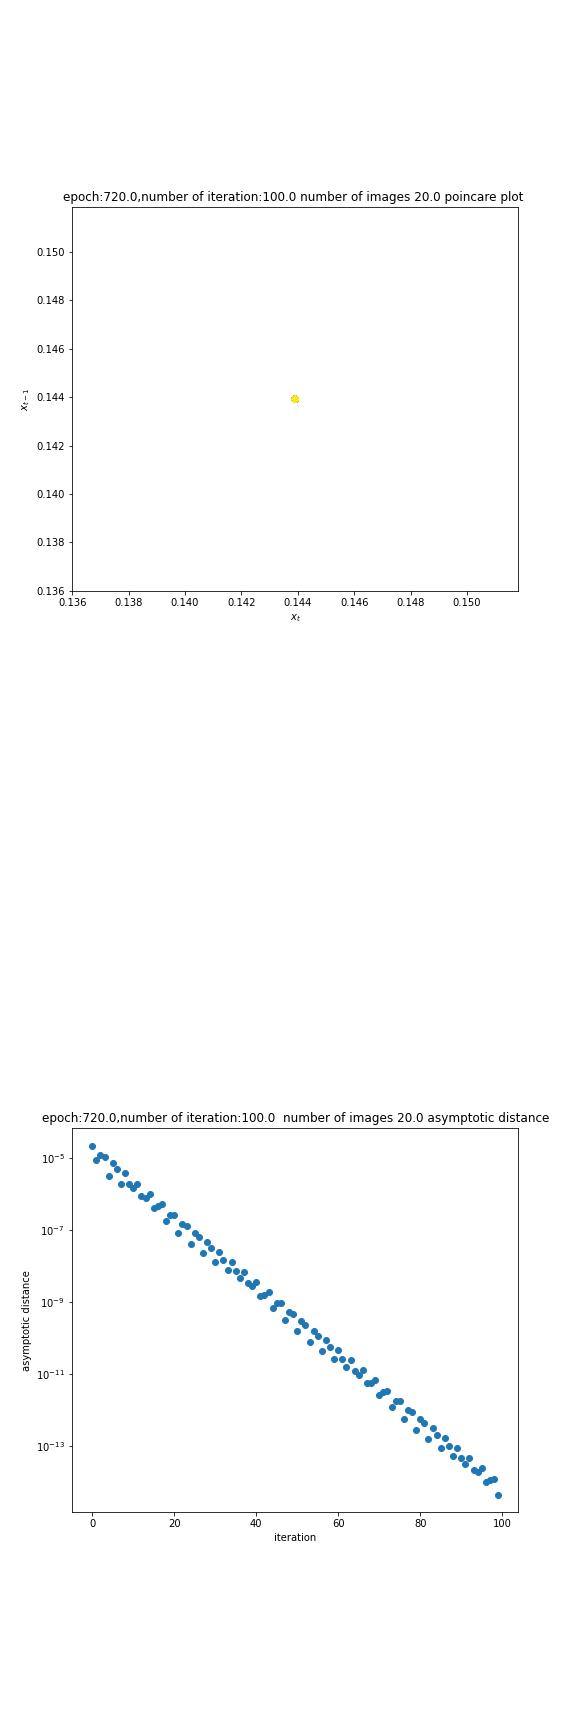 epoch:720.0,number of iteration:100.0 number of images 20.0 poincare plot
0.150
0.148
0.146
0.144
0.142
0.140
0.138
0.136
x_{t-1}
0.136 0.138 0.140 0.142 0.144 0.146 0.148 0.150
x_t
epoch:720.0,number of iteration:100.0  number of images 20.0 asymptotic distance
10^{-5}
10^{-7}
10^{-9}
10^{-11}
10^{-13}
asymptotic distance
0 20 40 60 80 100
iteration